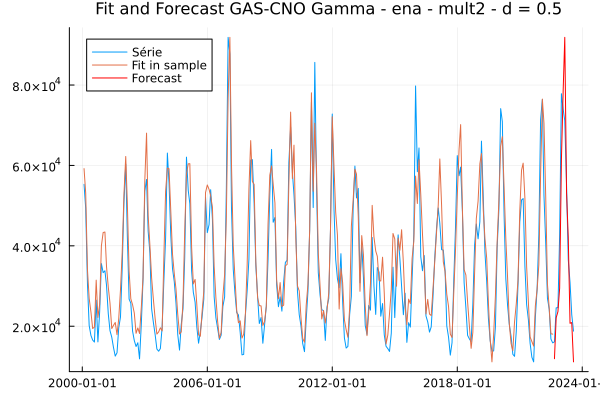 Fit and Forecast GAS-CNO Gamma - ena - mult2 - d = 0.5
Série
Fit in sample
Forecast
8.0×10⁴
6.0×10⁴
4.0×10⁴
2.0×10⁴
2000-01-01 2006-01-01 2012-01-01 2018-01-01 2024-01-